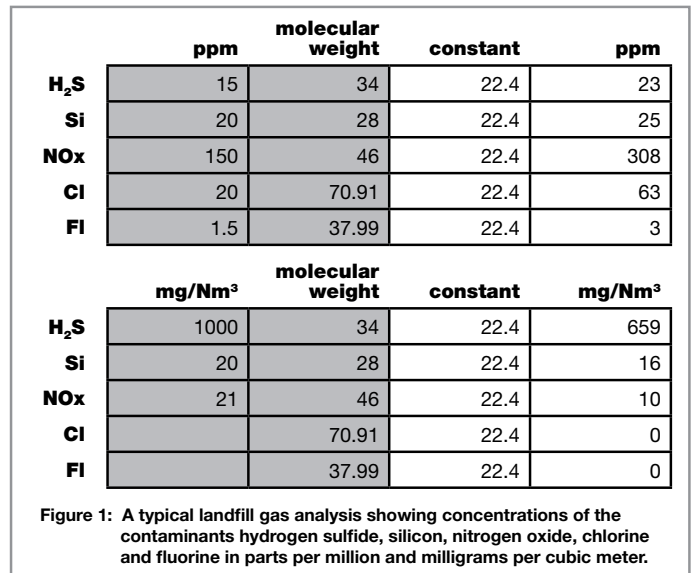 ppm molecular weight constant ppm
H₂S 15 34 22.4 23
Si 20 28 22.4 25
NOx 150 46 22.4 308
Cl 20 70.91 22.4 63
Fl 1.5 37.99 22.4 3
mg/Nm³ molecular weight constant mg/Nm³
H₂S 1000 34 22.4 659
Si 20 28 22.4 16
NOx 21 46 22.4 10
Cl 70.91 22.4 0
Fl 37.99 22.4 0
Figure 1: A typical landfill gas analysis showing concentrations of the
contaminants hydrogen sulfide, silicon, nitrogen oxide, chlorine
and fluorine in parts per million and milligrams per cubic meter.